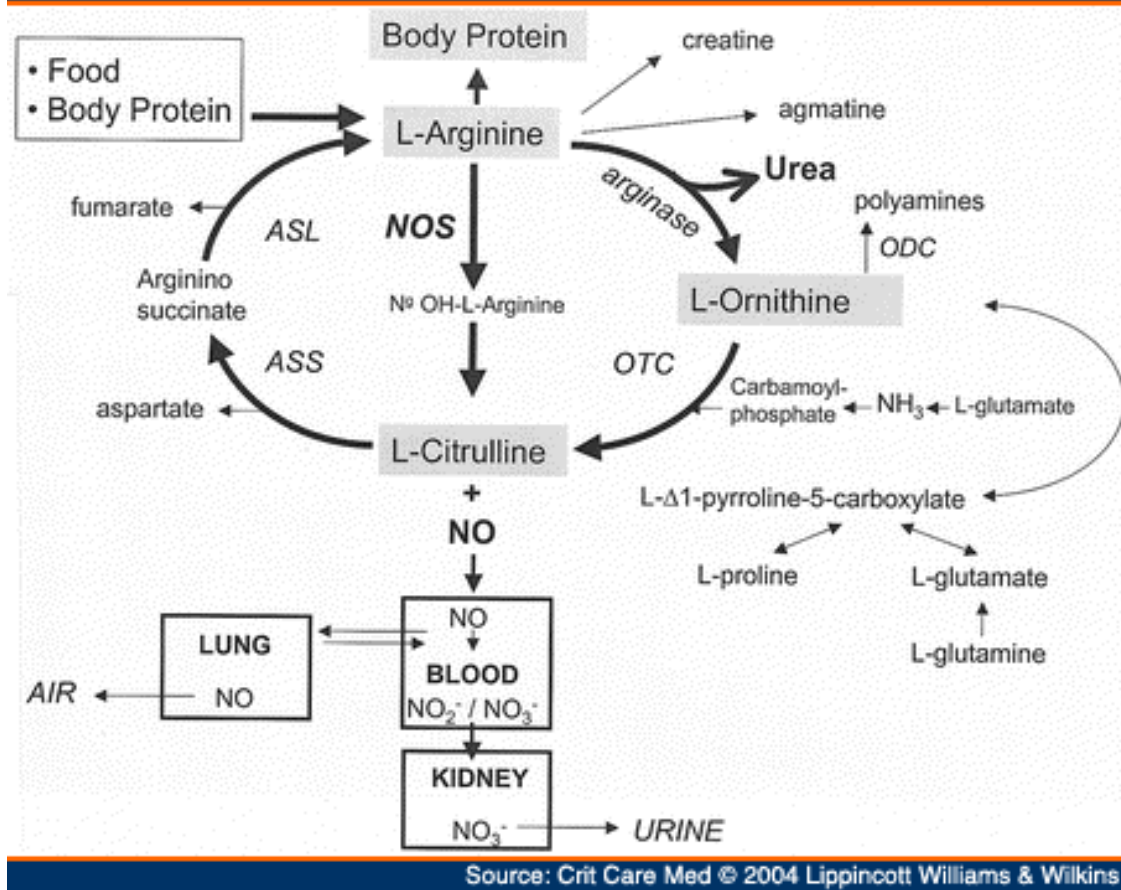 Body Protein
creatine
• Food
• Body Protein
L-Arginine
agmatine
Urea
arginase
fumarate
ASL
NOS
polyamines
ODC
Arginino
succinate
Nº OH-L-Arginine
L-Ornithine
ASS
OTC
aspartate
Carbamoyl-
phosphate
NH₃
L-glutamate
L-Citrulline
+
NO
L-Δ1-pyrroline-5-carboxylate
L-proline
L-glutamate
L-glutamine
LUNG
NO
AIR
NO
BLOOD
NO₂⁻ / NO₃⁻
KIDNEY
NO₃⁻
URINE
Source: Crit Care Med © 2004 Lippincott Williams & Wilkins